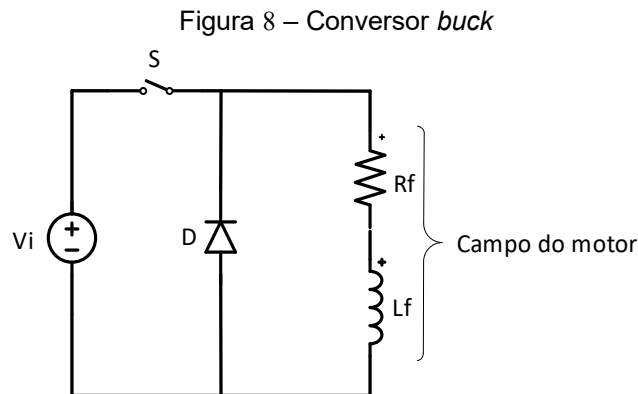 Figura 8 – Conversor buck
S
Vi
D
Rf
Lf
Campo do motor